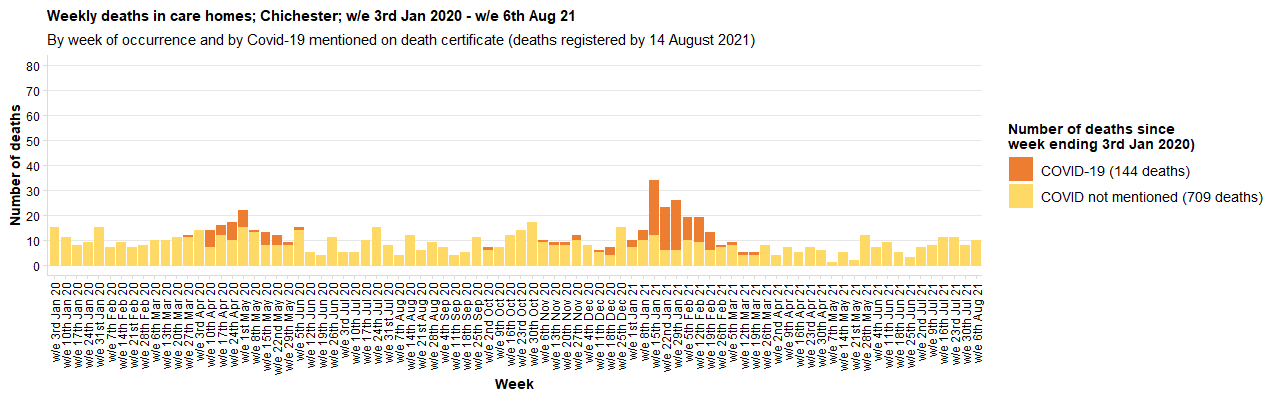 Weekly deaths in care homes; Chichester; w/e 3rd Jan 2020 - w/e 6th Aug 21
By week of occurrence and by Covid-19 mentioned on death certificate (deaths registered by 14 August 2021)
Number of deaths
80
70
60
50
40
30
20
10
0
w/e 3rd Jan 20
w/e 10th Jan 20
w/e 17th Jan 20
w/e 24th Jan 20
w/e 31st Jan 20
w/e 7th Feb 20
w/e 14th Feb 20
w/e 21st Feb 20
w/e 28th Feb 20
w/e 6th Mar 20
w/e 13th Mar 20
w/e 20th Mar 20
w/e 27th Mar 20
w/e 3rd Apr 20
w/e 10th Apr 20
w/e 17th Apr 20
w/e 24th Apr 20
w/e 1st May 20
w/e 8th May 20
w/e 15th May 20
w/e 22nd May 20
w/e 29th May 20
w/e 5th Jun 20
w/e 12th Jun 20
w/e 19th Jun 20
w/e 26th Jun 20
w/e 3rd Jul 20
w/e 10th Jul 20
w/e 17th Jul 20
w/e 24th Jul 20
w/e 31st Jul 20
w/e 7th Aug 20
w/e 14th Aug 20
w/e 21st Aug 20
w/e 28th Aug 20
w/e 4th Sep 20
w/e 11th Sep 20
w/e 18th Sep 20
w/e 25th Sep 20
w/e 2nd Oct 20
w/e 9th Oct 20
w/e 16th Oct 20
w/e 23rd Oct 20
w/e 30th Oct 20
w/e 6th Nov 20
w/e 13th Nov 20
w/e 20th Nov 20
w/e 27th Nov 20
w/e 4th Dec 20
w/e 11th Dec 20
w/e 18th Dec 20
w/e 25th Dec 20
w/e 1st Jan 21
w/e 8th Jan 21
w/e 15th Jan 21
w/e 22nd Jan 21
w/e 29th Jan 21
w/e 5th Feb 21
w/e 12th Feb 21
w/e 19th Feb 21
w/e 26th Feb 21
w/e 5th Mar 21
w/e 12th Mar 21
w/e 19th Mar 21
w/e 26th Mar 21
w/e 2nd Apr 21
w/e 9th Apr 21
w/e 16th Apr 21
w/e 23rd Apr 21
w/e 30th Apr 21
w/e 7th May 21
w/e 14th May 21
w/e 21st May 21
w/e 28th May 21
w/e 4th Jun 21
w/e 11th Jun 21
w/e 18th Jun 21
w/e 25th Jun 21
w/e 2nd Jul 21
w/e 9th Jul 21
w/e 16th Jul 21
w/e 23rd Jul 21
w/e 30th Jul 21
w/e 6th Aug 21
Week
Number of deaths since
week ending 3rd Jan 2020)
COVID-19 (144 deaths)
COVID not mentioned (709 deaths)